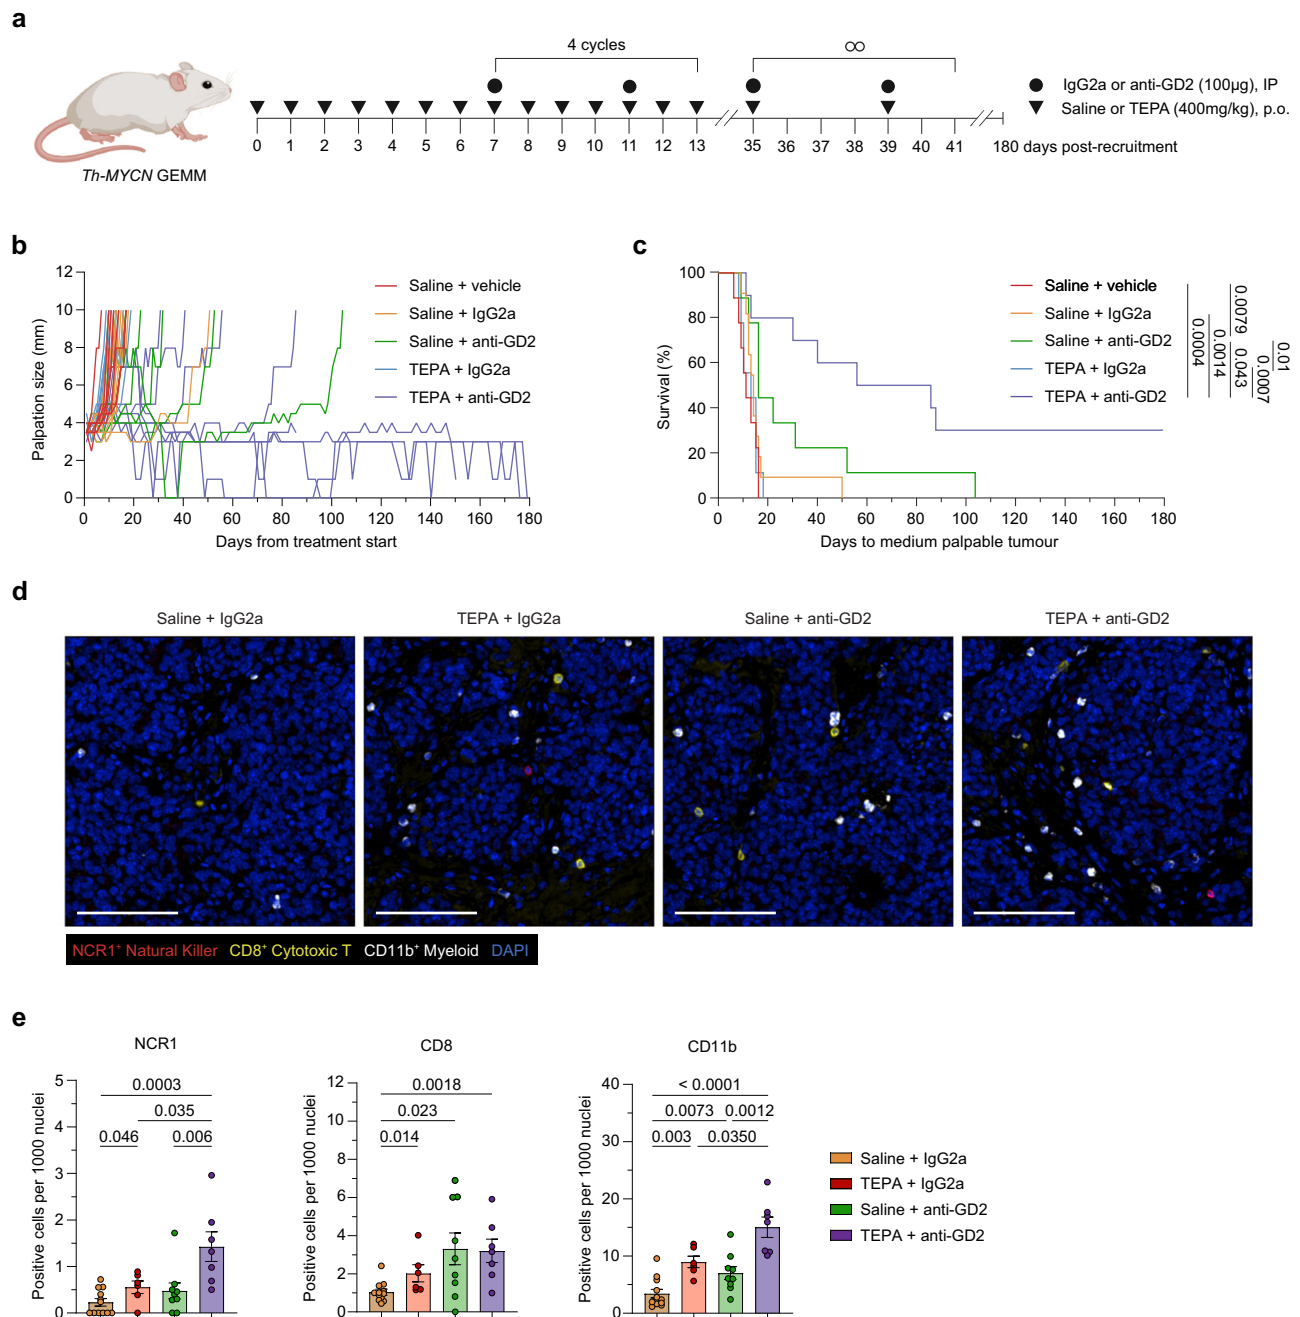 a
4 cycles
∞
IgG2a or anti-GD2 (100µg), IP
Saline or TEPA (400mg/kg), p.o.
0 1 2 3 4 5 6 7 8 9 10 11 12 13 35 36 37 38 39 40 41 180 days post-recruitment
Th-MYCN GEMM
b
Palpation size (mm)
12
10
8
6
4
2
0
0 20 40 60 80 100 120 140 160 180
Days from treatment start
Saline + vehicle
Saline + IgG2a
Saline + anti-GD2
TEPA + IgG2a
TEPA + anti-GD2
c
Survival (%)
100
80
60
40
20
0
0 20 40 60 80 100 120 140 160 180
Days to medium palpable tumour
Saline + vehicle
Saline + IgG2a
Saline + anti-GD2
TEPA + IgG2a
TEPA + anti-GD2
0.0004
0.0014
0.0079
0.043
0.0007
0.01
d
Saline + IgG2a
TEPA + IgG2a
Saline + anti-GD2
TEPA + anti-GD2
NCR1⁺ Natural Killer CD8⁺ Cytotoxic T CD11b⁺ Myeloid DAPI
e
NCR1
Positive cells per 1000 nuclei
5
4
3
2
1
0
0.0003
0.035
0.046 0.006
CD8
Positive cells per 1000 nuclei
12
10
8
6
4
2
0
0.0018
0.023
0.014
CD11b
Positive cells per 1000 nuclei
40
30
20
10
0
< 0.0001
0.0073 0.0012
0.003 0.0350
Saline + IgG2a
TEPA + IgG2a
Saline + anti-GD2
TEPA + anti-GD2